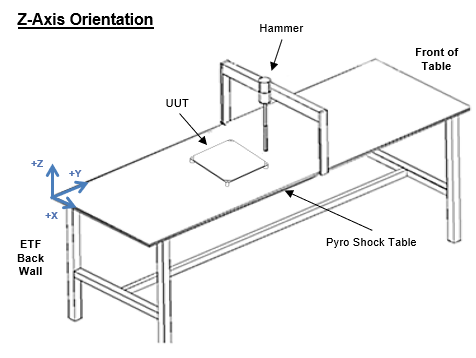 Z-Axis Orientation
Hammer
Front of
Table
UUT
+Z
+Y
+X
ETF
Back
Wall
Pyro Shock Table